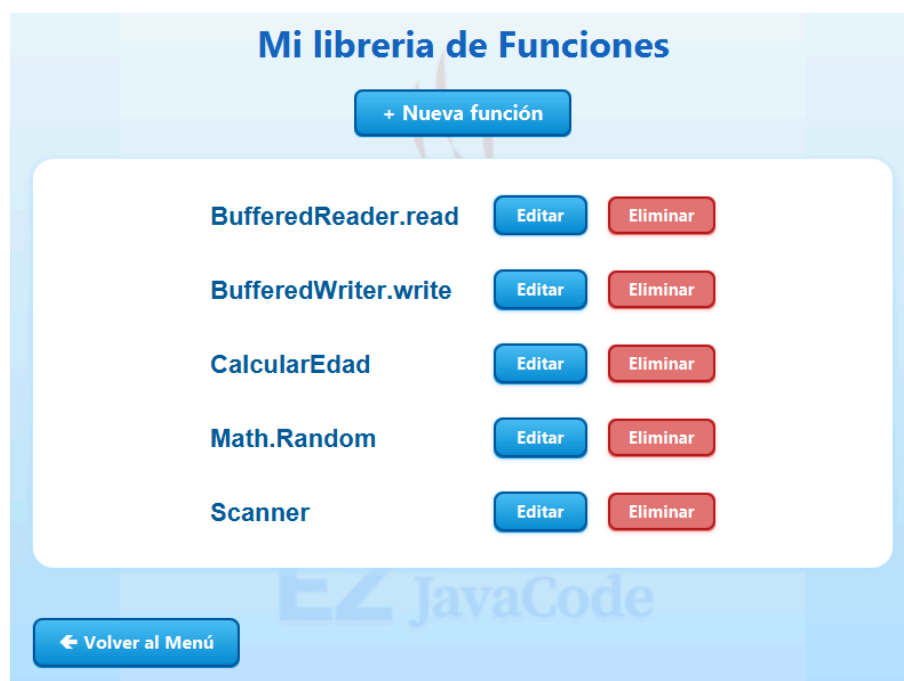 Mi libreria de Funciones
+ Nueva función
BufferedReader.read Editar Eliminar
BufferedWriter.write Editar Eliminar
CalcularEdad Editar Eliminar
Math.Random Editar Eliminar
Scanner Editar Eliminar
EZ JavaCode
🡸 Volver al Menú